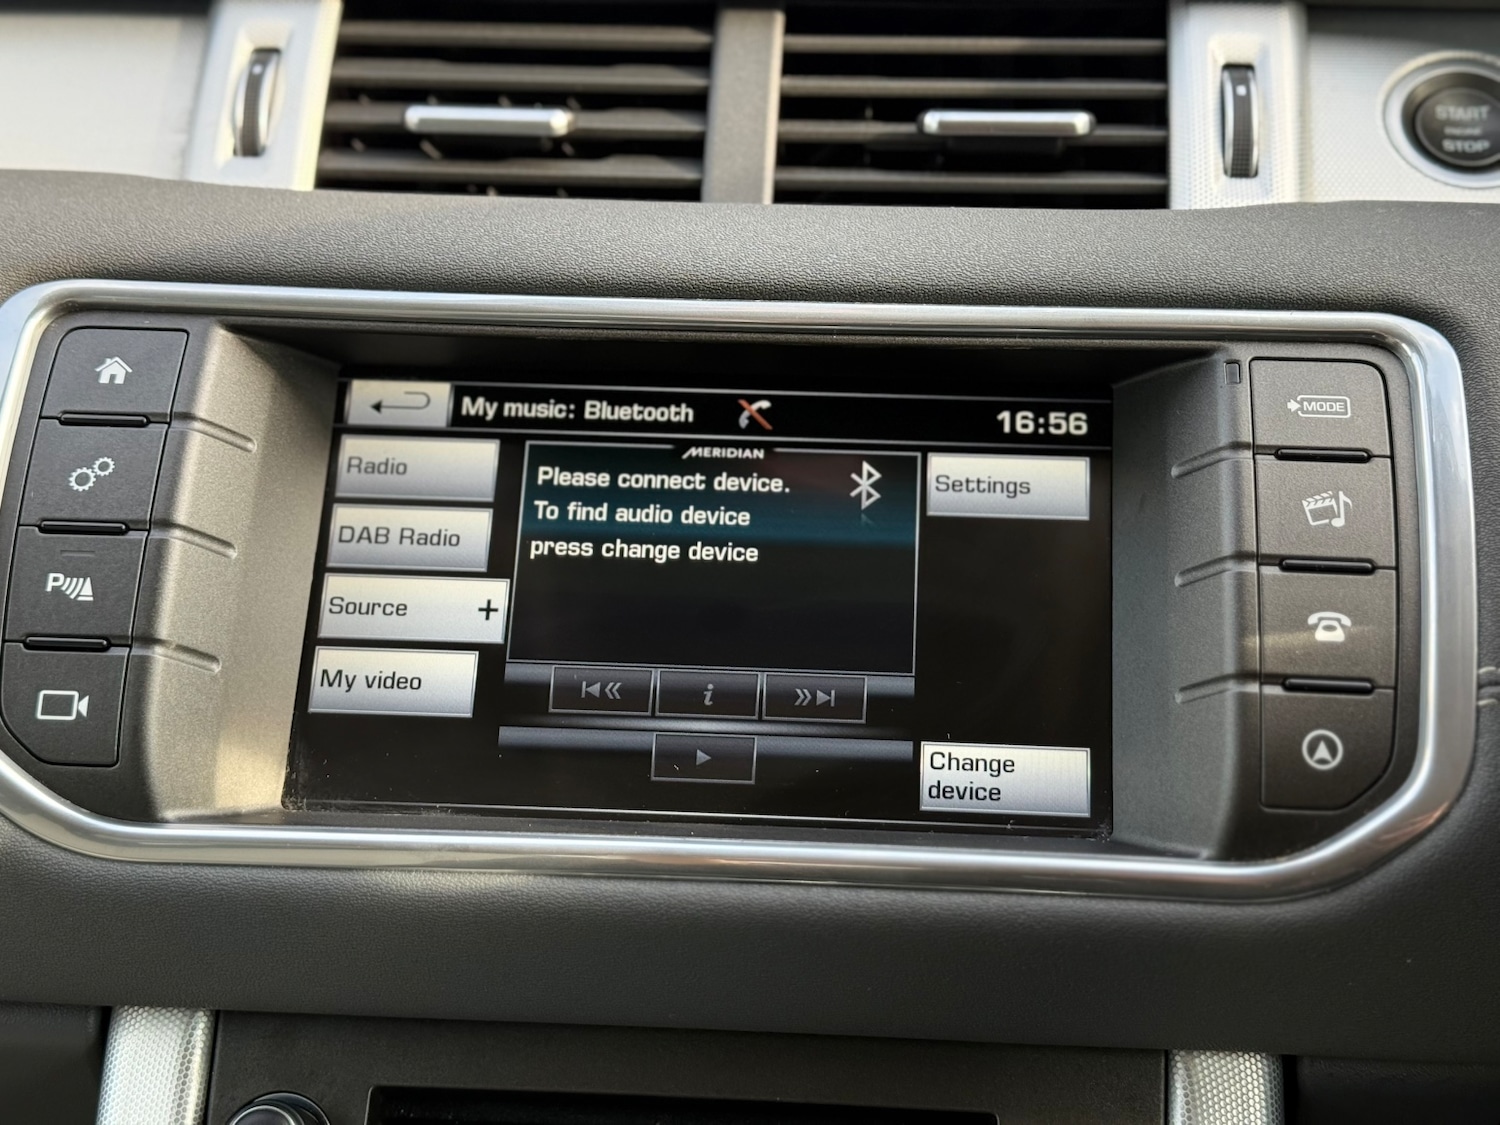 START
ENGINE
STOP
My music: Bluetooth
16:56
MERIDIAN
Radio
Please connect device.
To find audio device
press change device
Settings
DAB Radio
Source +
My video
i
Change
device
MODE
P